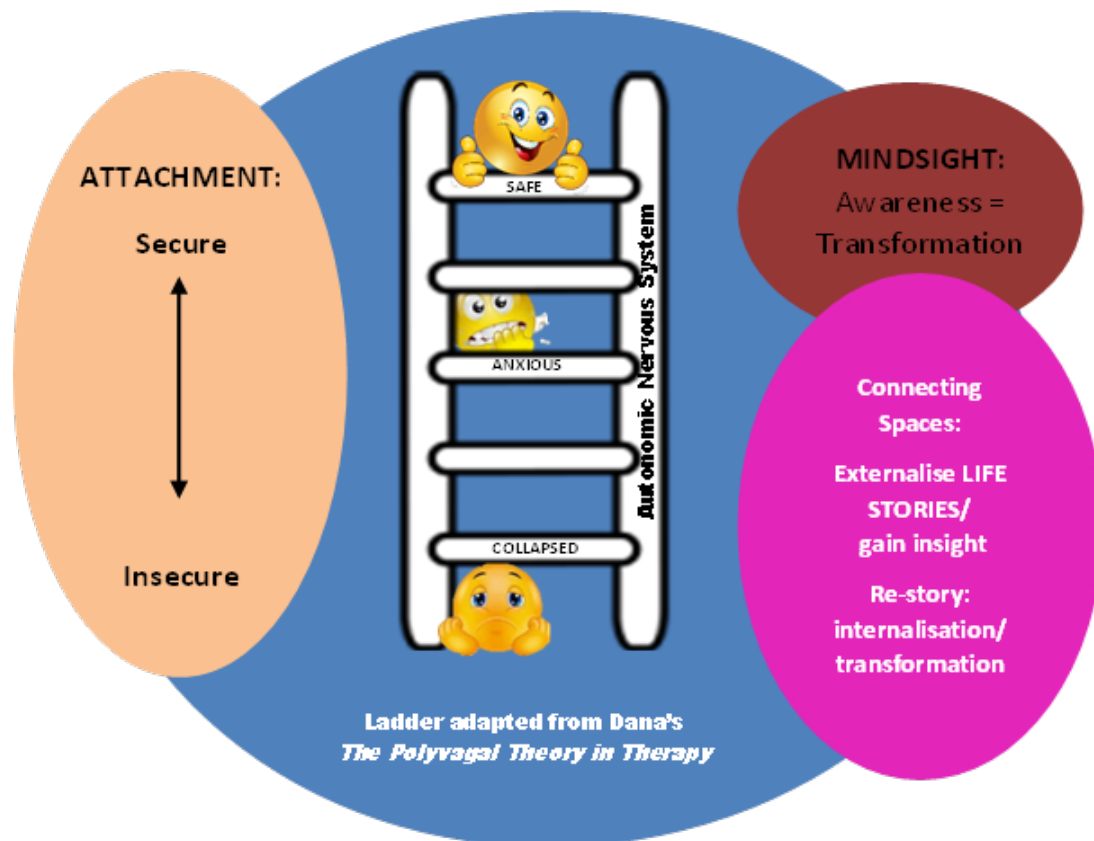 ATTACHMENT:
Secure
Insecure
SAFE
ANXIOUS
COLLAPSED
Autonomic Nervous System
Ladder adapted from Dana's
The Polyvagal Theory in Therapy
MINDSIGHT:
Awareness =
Transformation
Connecting
Spaces:
Externalise LIFE
STORIES/
gain insight
Re-story:
internalisation/
transformation